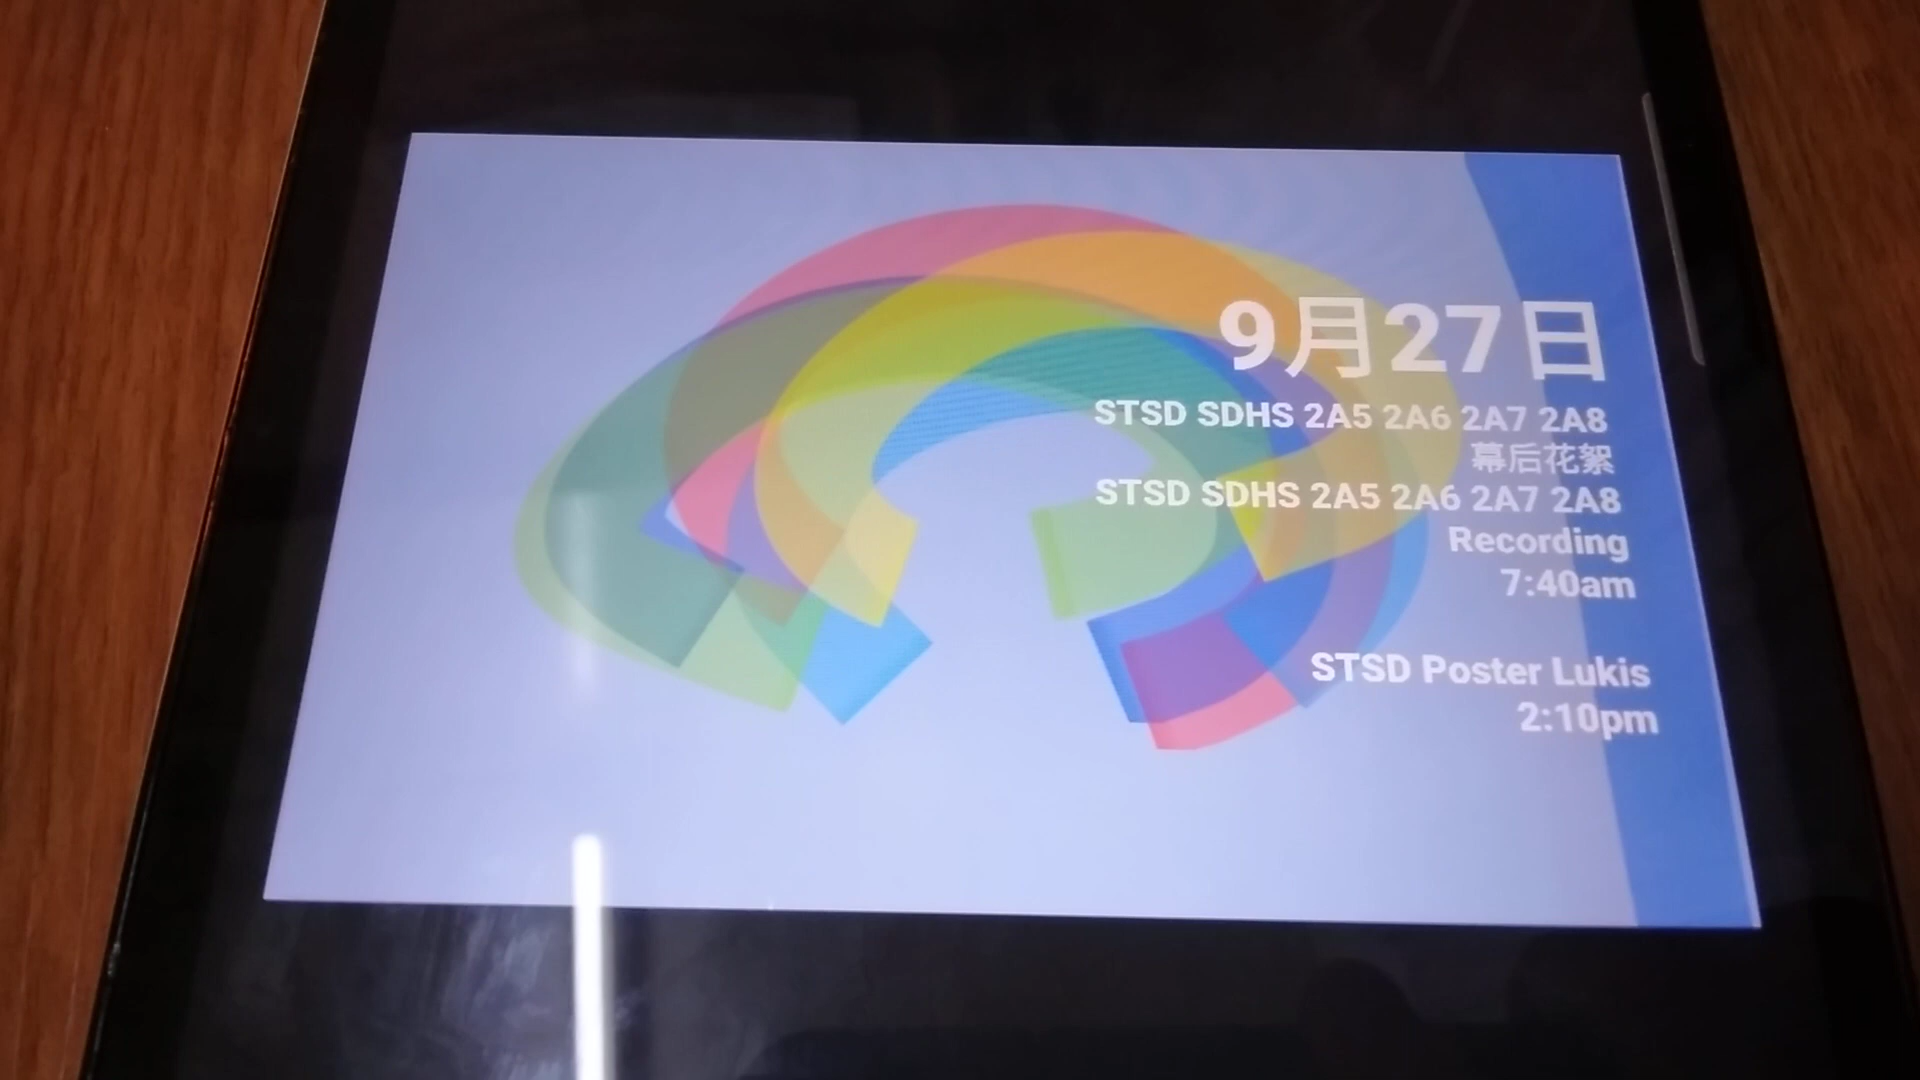 9月27日
STSD SDHS 2A5 2A6 2A7 2A8
幕后花絮
STSD SDHS 2A5 2A6 2A7 2A8
Recording
7:40am
STSD Poster Lukis
2:10pm